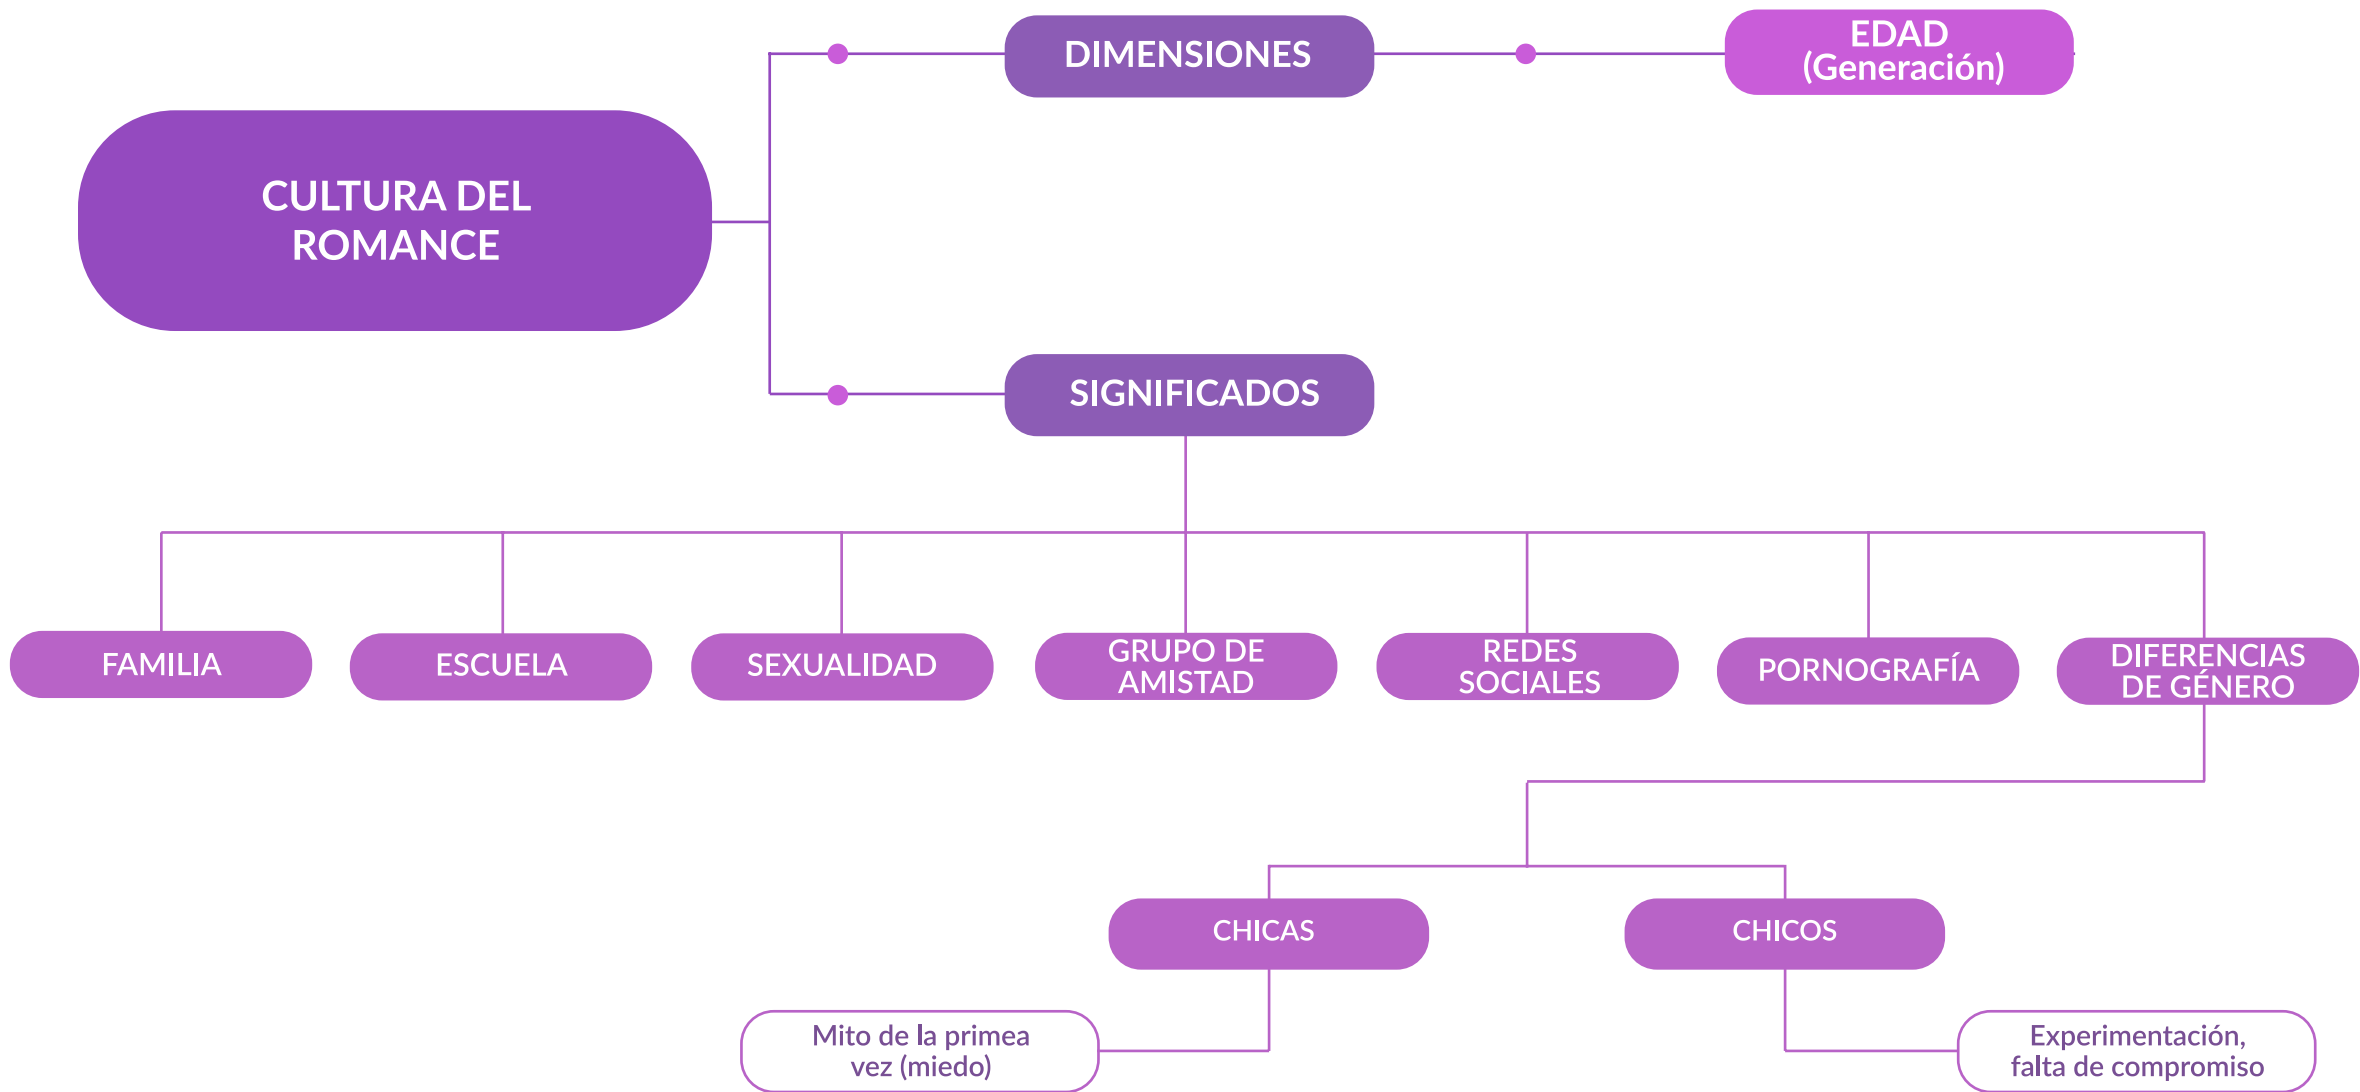 DIMENSIONES
EDAD
(Generación)
CULTURA DEL
ROMANCE
SIGNIFICADOS
FAMILIA
ESCUELA
SEXUALIDAD
GRUPO DE
AMISTAD
REDES
SOCIALES
PORNOGRAFÍA
DIFERENCIAS
DE GÉNERO
CHICAS
CHICOS
Mito de la primea
vez (miedo)
Experimentación,
falta de compromiso